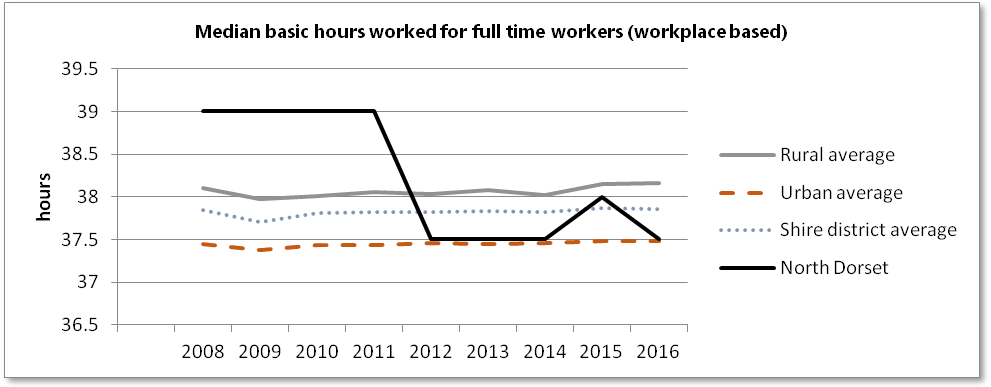 Median basic hours worked for full time workers (workplace based)
39.5
39
38.5
38
37.5
37
36.5
hours
2008 2009 2010 2011 2012 2013 2014 2015 2016
Rural average
Urban average
Shire district average
North Dorset